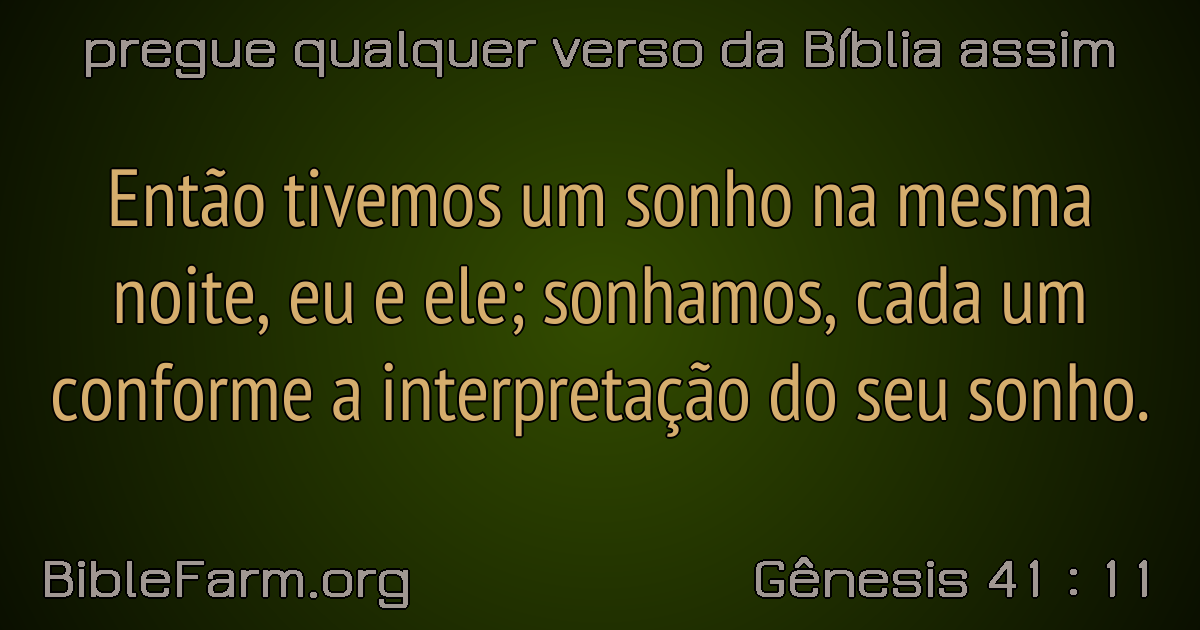 pregue qualquer verso da Bíblia assim
Então tivemos um sonho na mesma
noite, eu e ele; sonhamos, cada um
conforme a interpretação do seu sonho.
BibleFarm.org
Gênesis 41 : 11